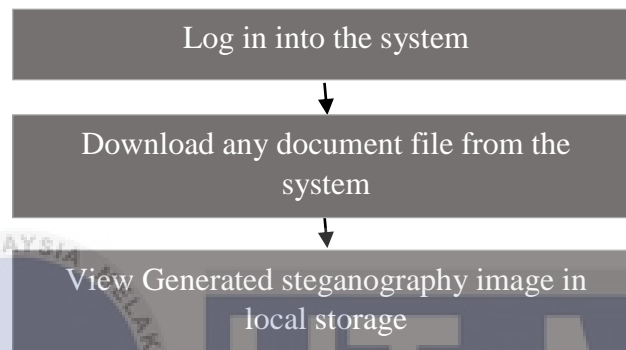 Log in into the system
Download any document file from the
system
View Generated steganography image in
local storage